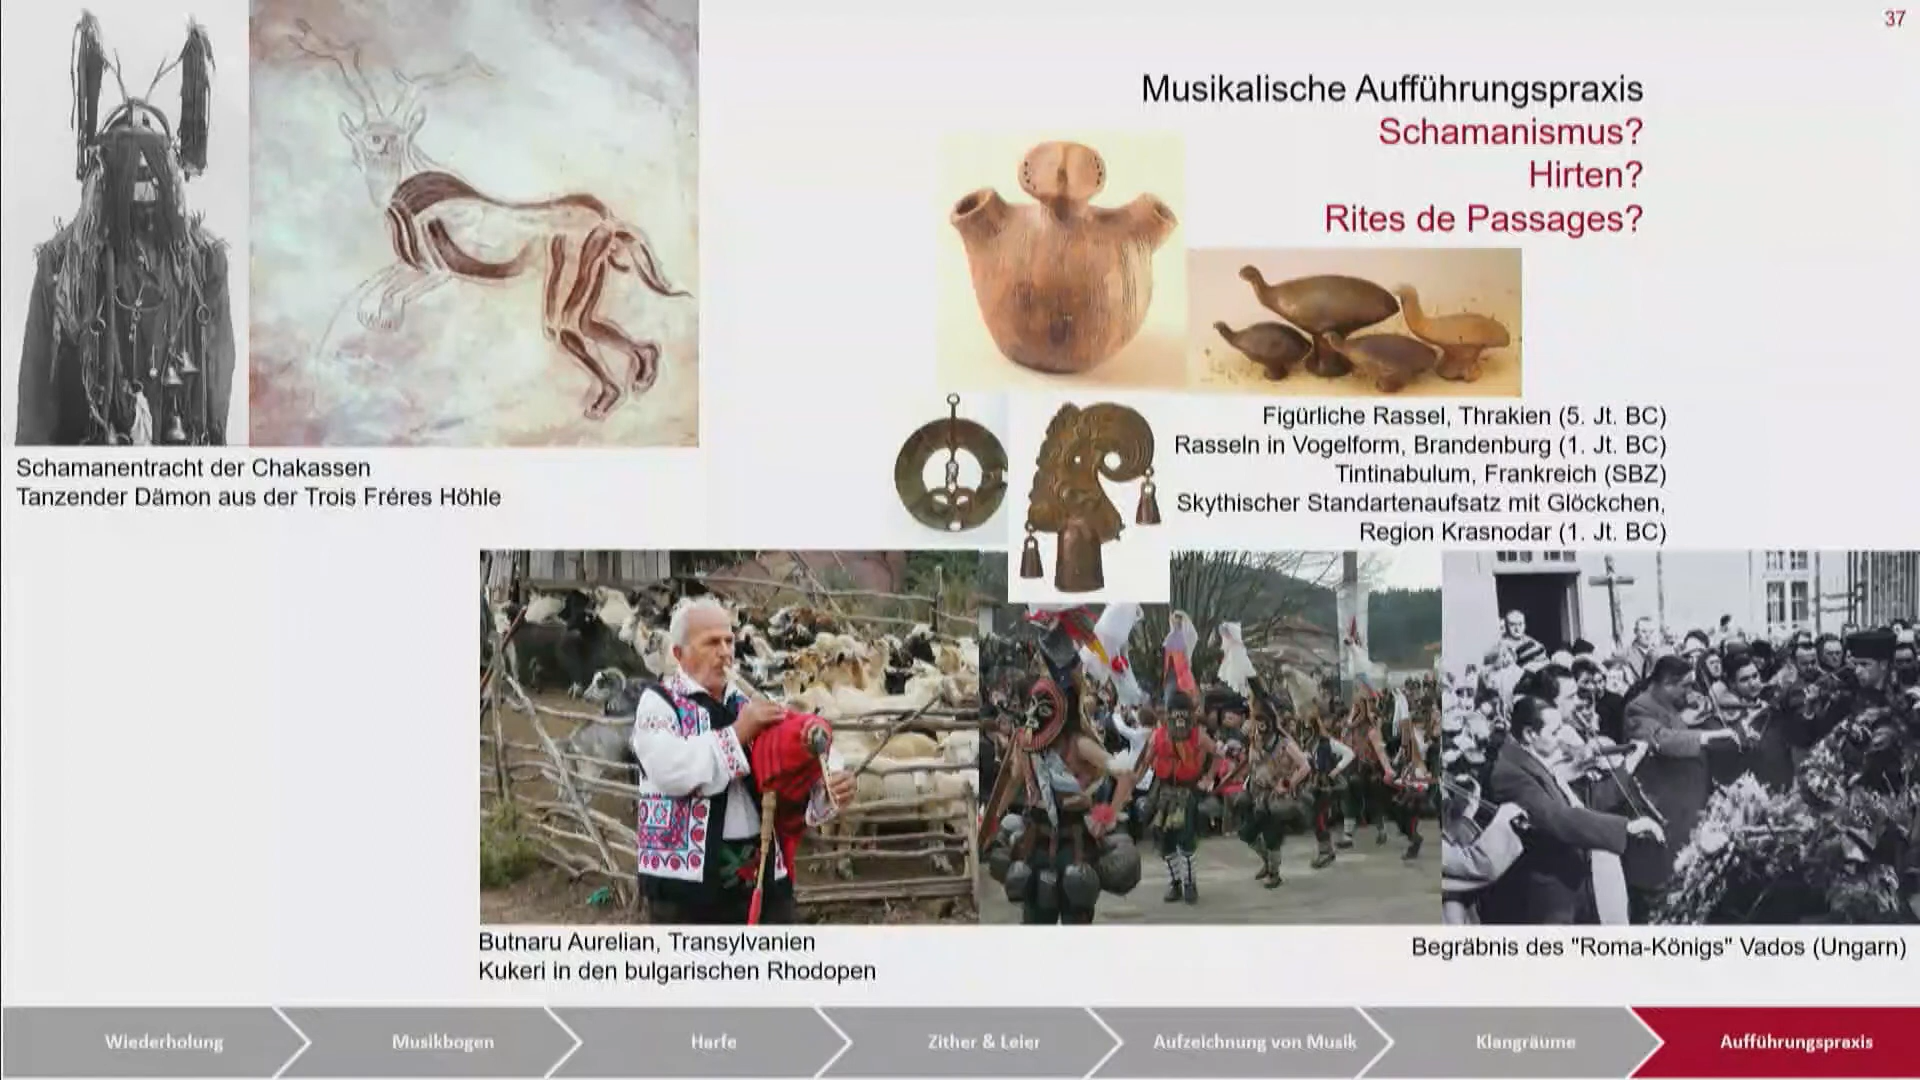 37
Musikalische Aufführungspraxis
Schamanismus?
Hirten?
Rites de Passages?
Figürliche Rassel, Thrakien (5. Jt. BC)
Rasseln in Vogelform, Brandenburg (1. Jt. BC)
Tintinabulum, Frankreich (SBZ)
Skythischer Standartenaufsatz mit Glöckchen,
Region Krasnodar (1. Jt. BC)
Schamanentracht der Chakassen
Tanzender Dämon aus der Trois Fréres Höhle
Butnaru Aurelian, Transylvanien
Kukeri in den bulgarischen Rhodopen
Begräbnis des "Roma-Königs" Vados (Ungarn)
Wiederholung
Musikbogen
Harfe
Zither & Leier
Aufzeichnung von Musik
Klangräume
Aufführungspraxis